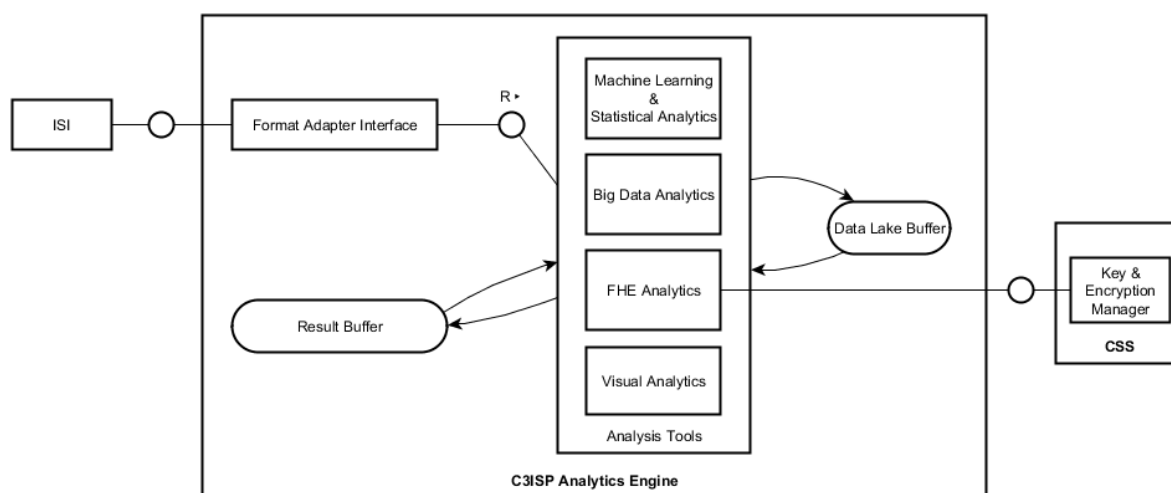 ISI
Format Adapter Interface
R ▸
Machine Learning
&
Statistical Analytics
Big Data Analytics
Data Lake Buffer
FHE Analytics
Key &
Encryption
Manager
CSS
Result Buffer
Visual Analytics
Analysis Tools
C3ISP Analytics Engine